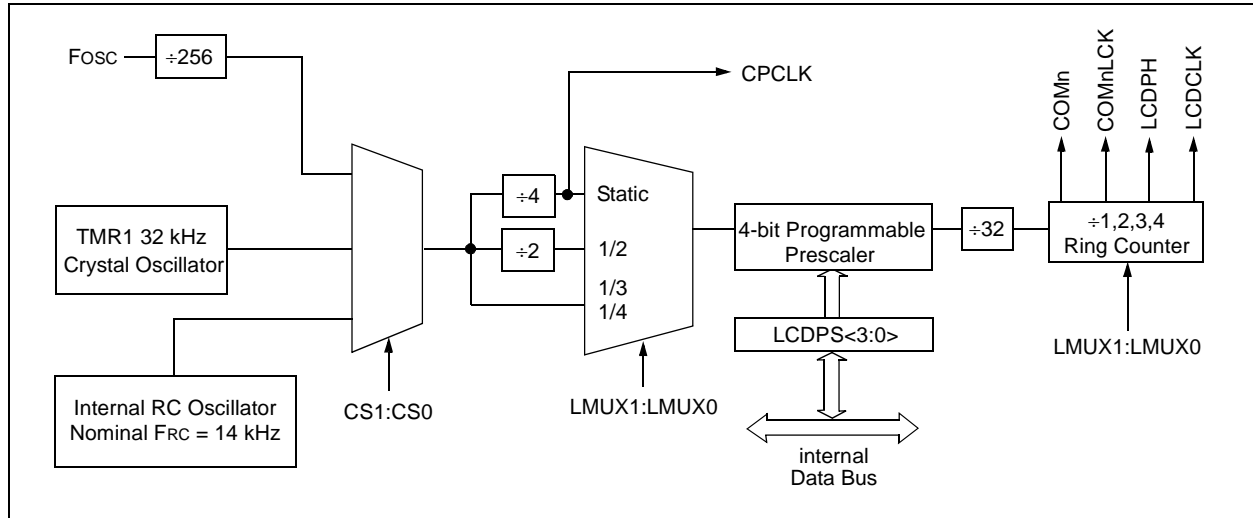 FOSC
÷256
CPCLK
COMn
COMnLCK
LCDPH
LCDCLK
TMR1 32 kHz
Crystal Oscillator
÷4
÷2
Static
1/2
1/3
1/4
4-bit Programmable
Prescaler
÷32
÷1,2,3,4
Ring Counter
LCDPS<3:0>
LMUX1:LMUX0
Internal RC Oscillator
Nominal FRC = 14 kHz
CS1:CS0
LMUX1:LMUX0
internal
Data Bus